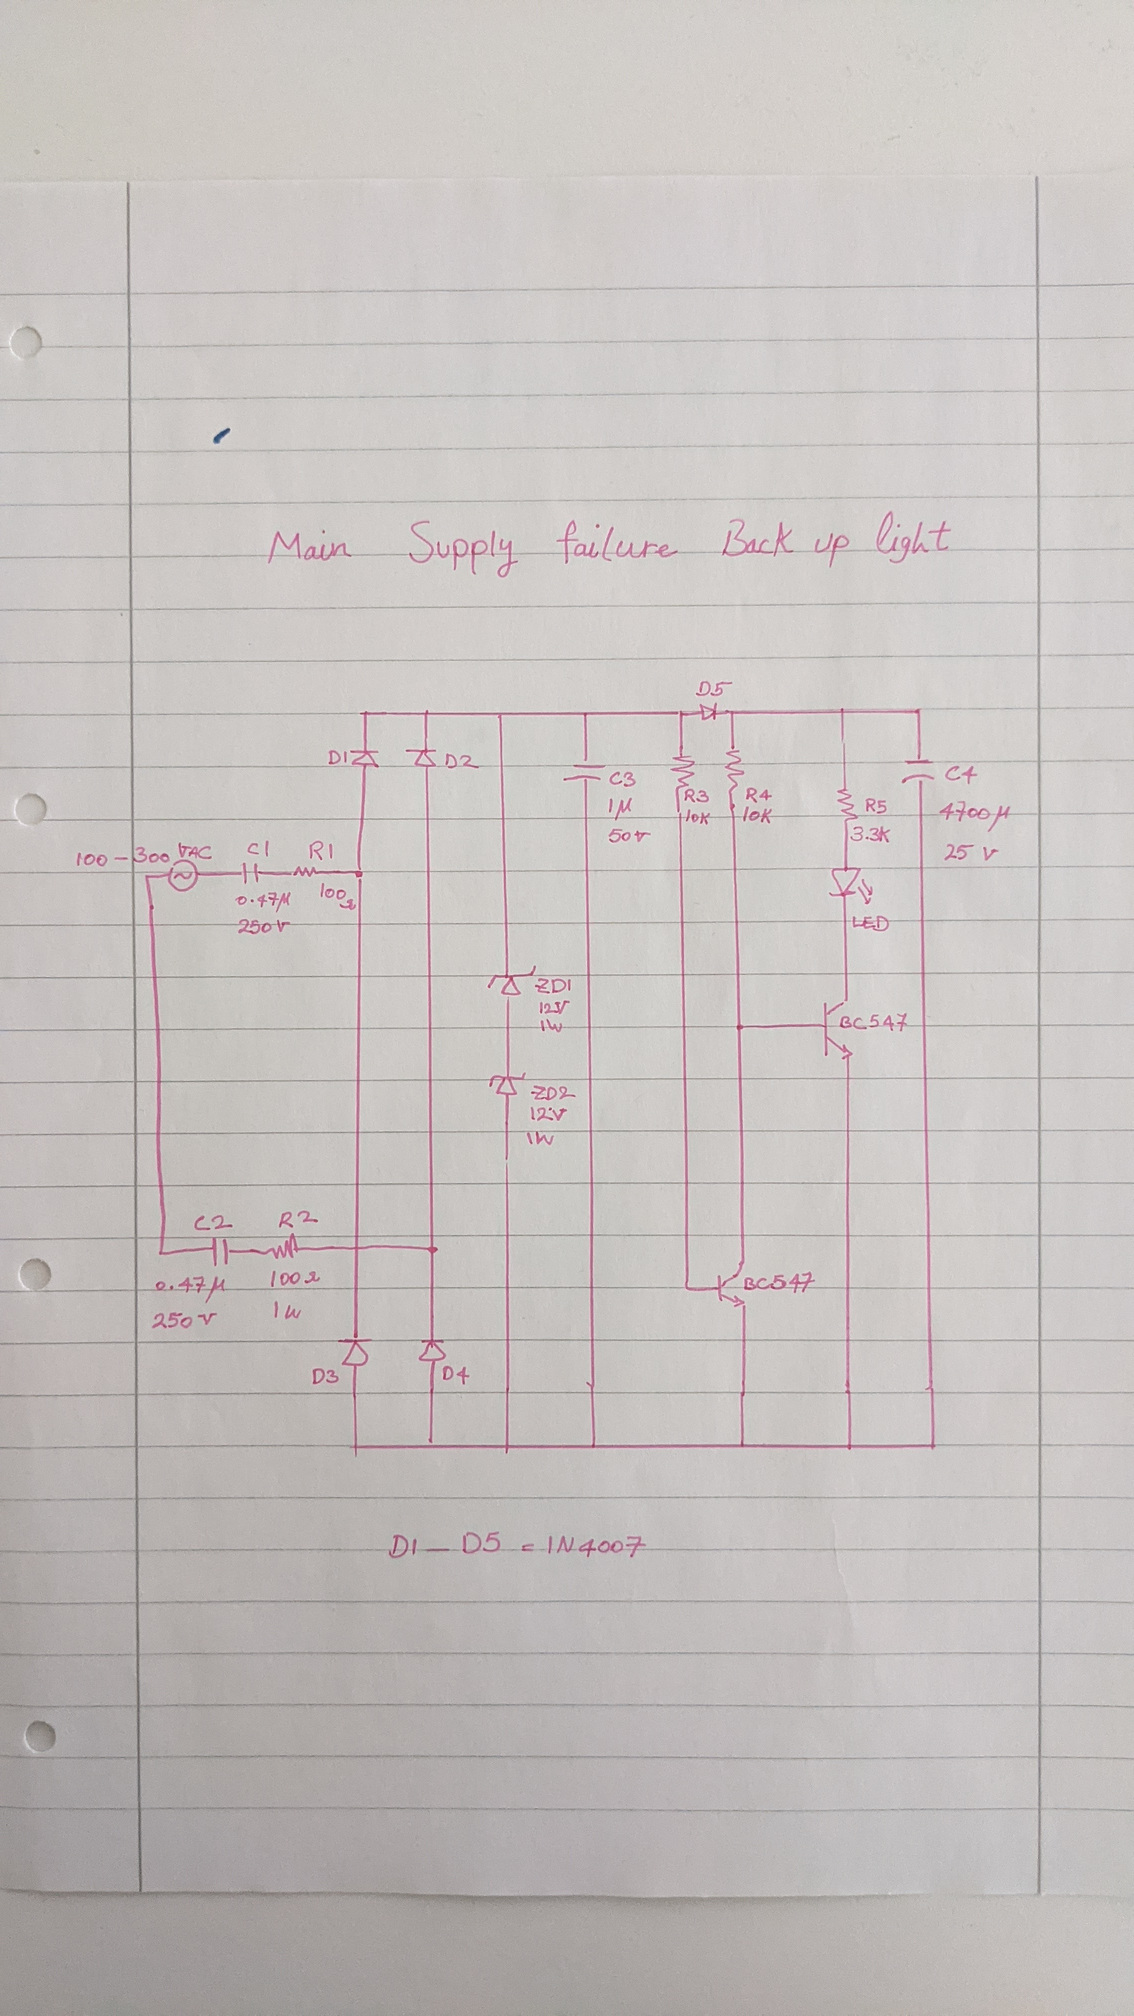 Main Supply failure Back up light
D5
D1
D2
C3
1µ
50v
R3
10K
R4
10K
R5
3.3K
C4
4700µ
25 v
100 - 300 VAC
C1
0.47µ
250v
R1
100Ω
LED
ZD1
12V
1W
BC547
ZD2
12V
1W
C2
0.47µ
250v
R2
100Ω
1W
BC547
D3
D4
D1 - D5 = 1N4007